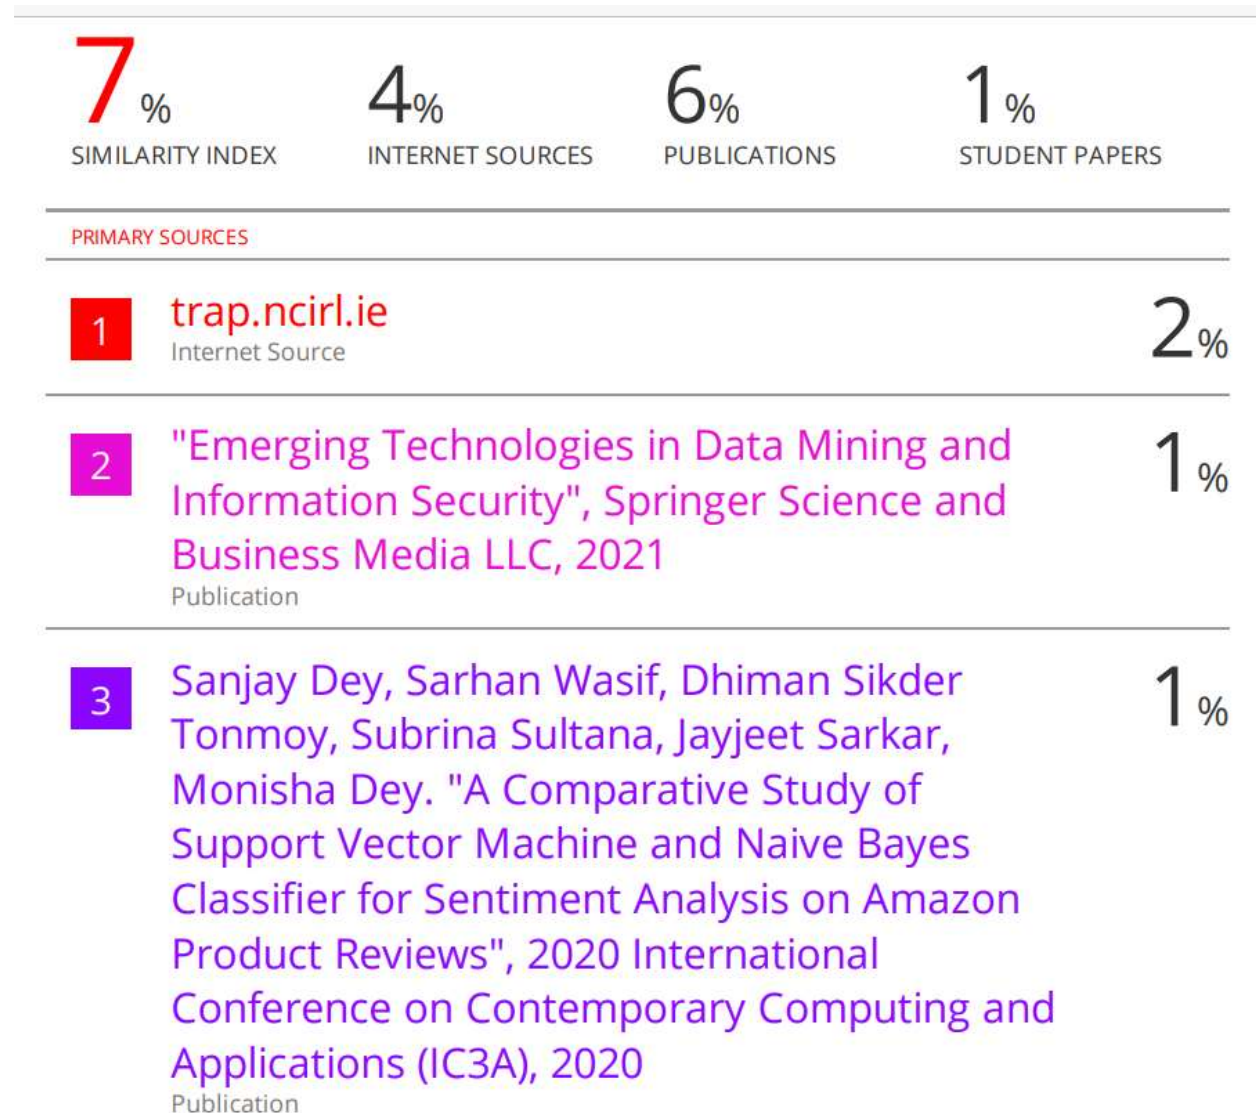 7%
SIMILARITY INDEX
4%
INTERNET SOURCES
6%
PUBLICATIONS
1%
STUDENT PAPERS
PRIMARY SOURCES
1
trap.ncirl.ie
Internet Source
2%
2
"Emerging Technologies in Data Mining and
Information Security", Springer Science and
Business Media LLC, 2021
Publication
1%
3
Sanjay Dey, Sarhan Wasif, Dhiman Sikder
Tonmoy, Subrina Sultana, Jayjeet Sarkar,
Monisha Dey. "A Comparative Study of
Support Vector Machine and Naive Bayes
Classifier for Sentiment Analysis on Amazon
Product Reviews", 2020 International
Conference on Contemporary Computing and
Applications (IC3A), 2020
Publication
1%